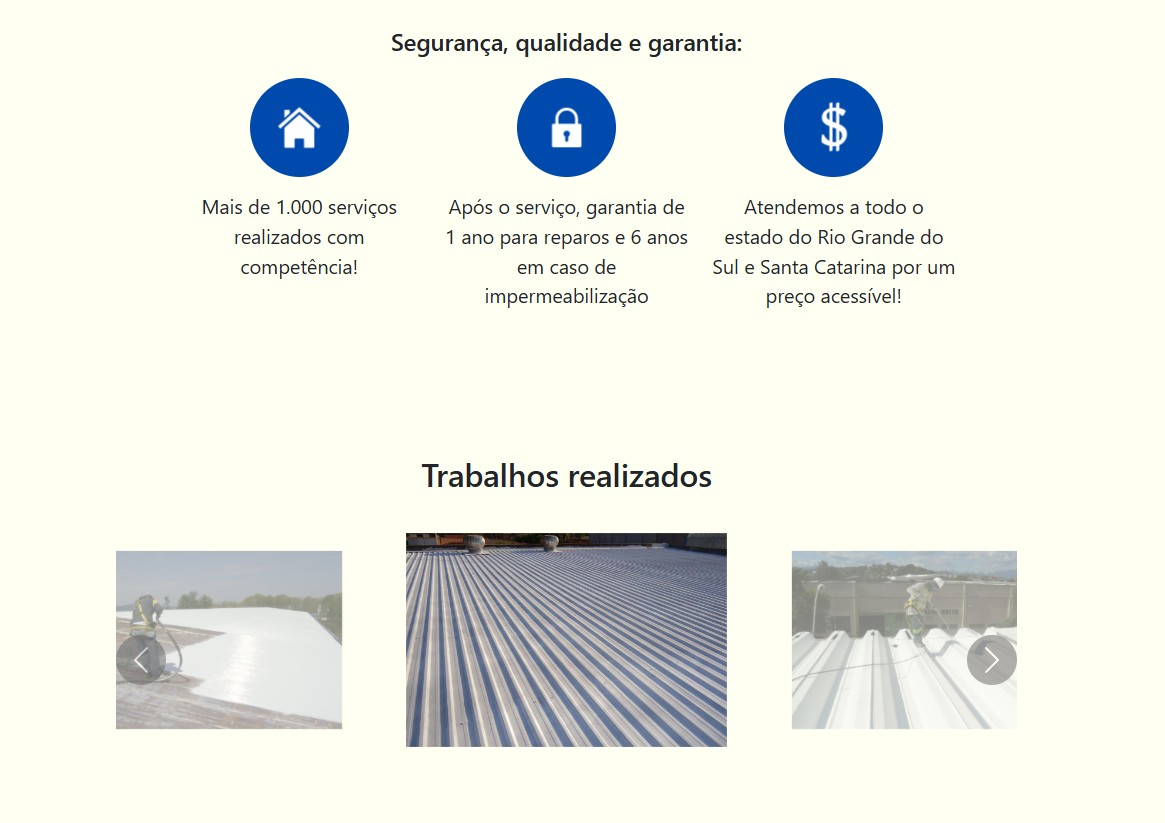 Segurança, qualidade e garantia:
Mais de 1.000 serviços
realizados com
competência!
Após o serviço, garantia de
1 ano para reparos e 6 anos
em caso de
impermeabilização
Atendemos a todo o
estado do Rio Grande do
Sul e Santa Catarina por um
preço acessível!
Trabalhos realizados